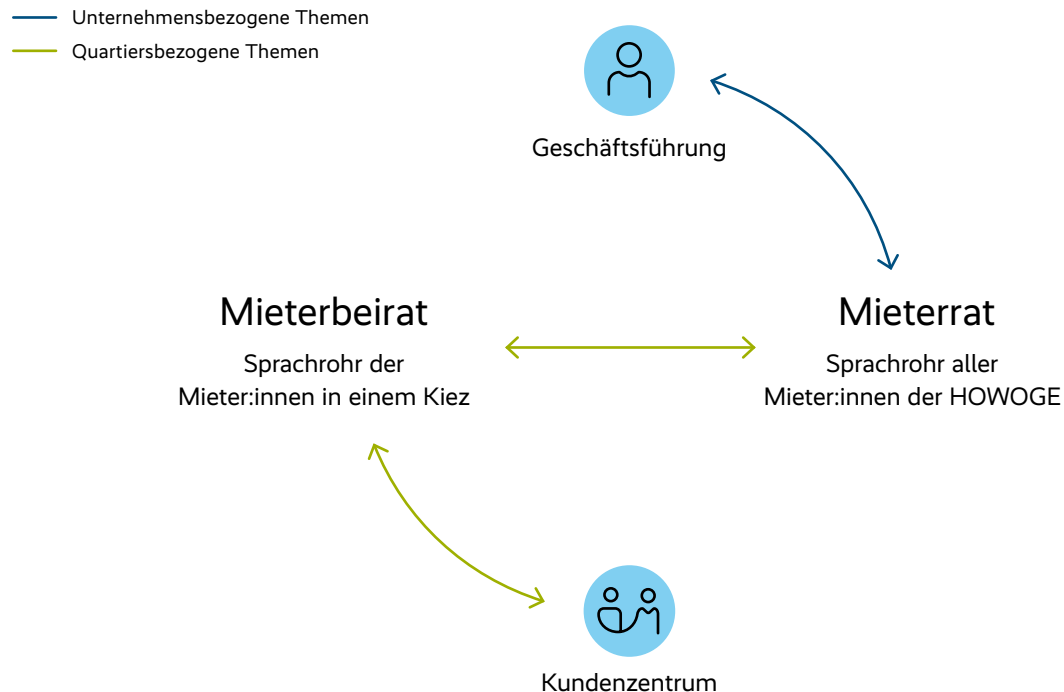 Unternehmensbezogene Themen
Quartiersbezogene Themen
Geschäftsführung
Mieterbeirat
Sprachrohr der
Mieter:innen in einem Kiez
Mieterrat
Sprachrohr aller
Mieter:innen der HOWOGE
Kundenzentrum